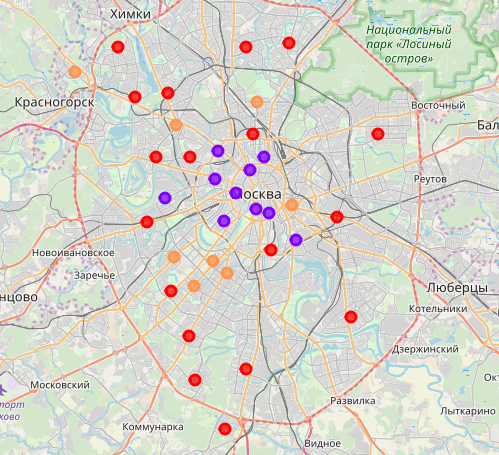 Химки
Национальный
парк «Лосиный
остров»
Красногорск
Восточный
Бал
Реутов
осква
Новоивановское
Заречье
нцово
Люберцы
Котельники
Дзержинский
Московский
Окт
порт
ково
Развилка
Лыткарино
Коммунарка
Видное